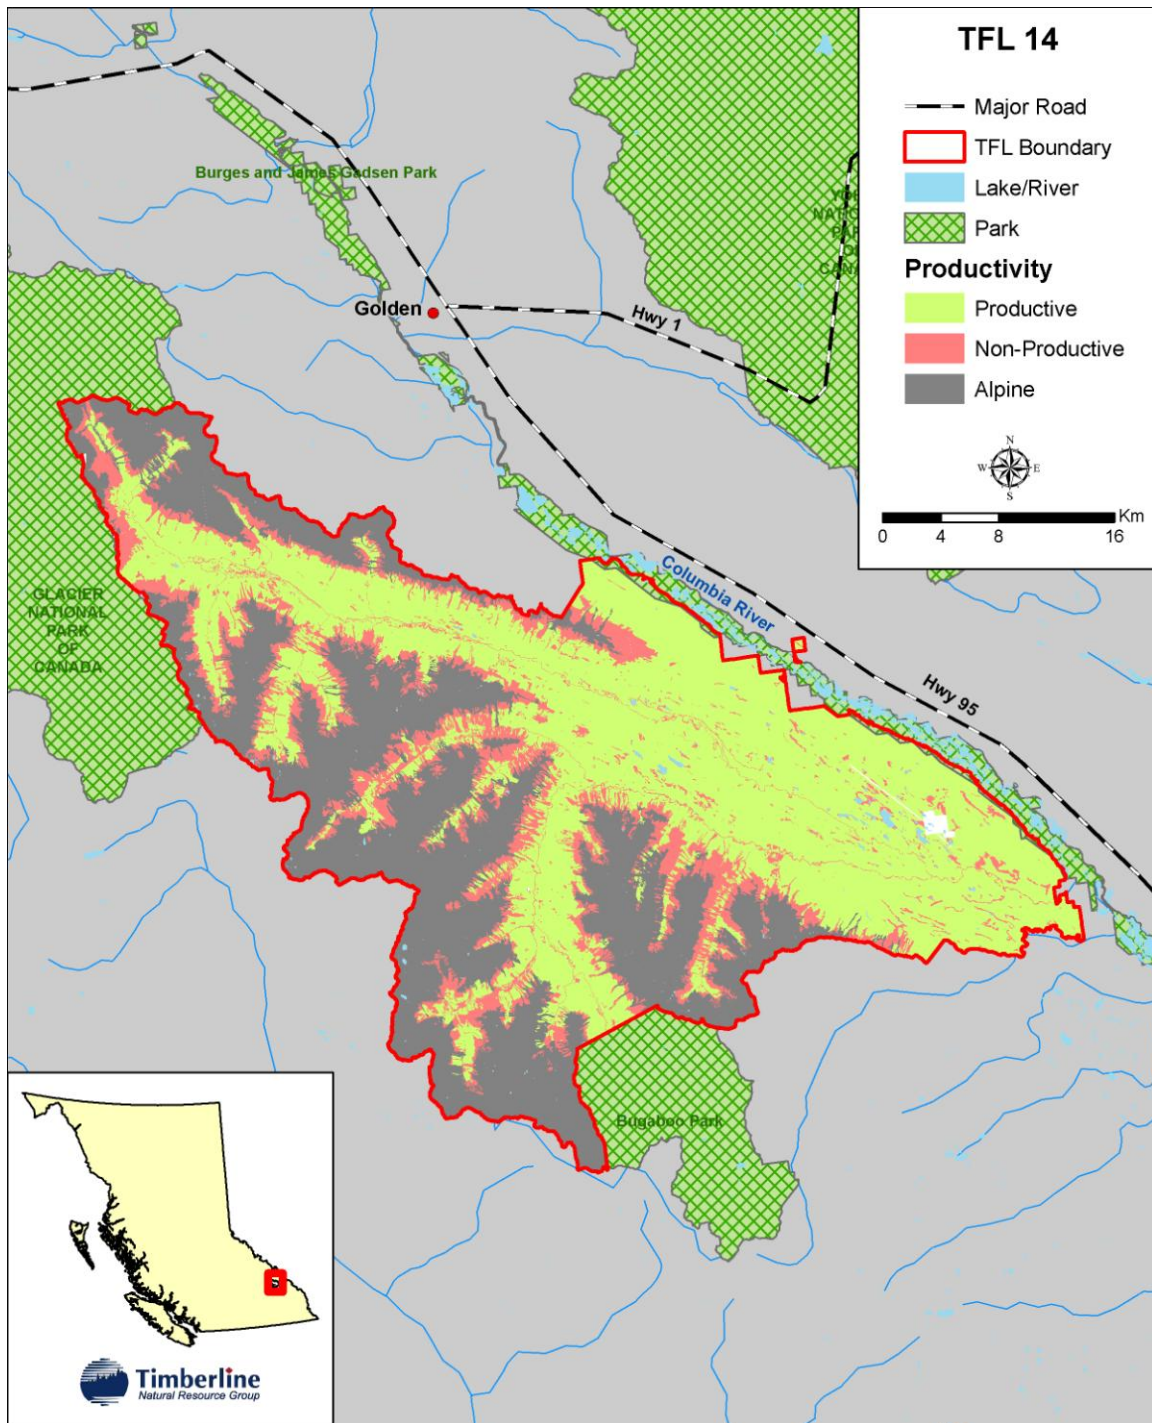 TFL 14
Major Road
TFL Boundary
Lake/River
Park
Productivity
Productive
Non-Productive
Alpine
N
W
E
S
Km
0 4 8 16
Burges and James Gadsen Park
NATIONAL
Golden
Hwy 1
Columbia River
Hwy 95
GLACIER
NATIONAL
PARK
OF
CANADA
Bugaboo Park
Timberline
Natural Resource Group